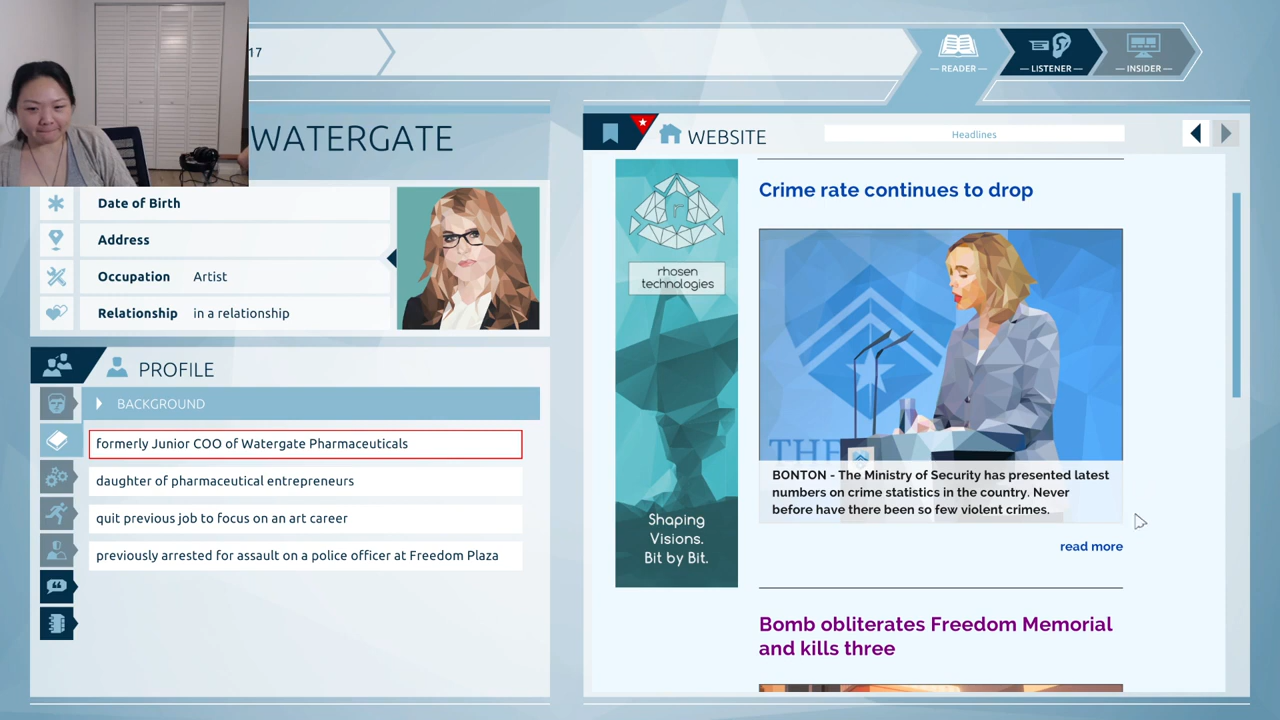 17
READER
LISTENER
INSIDER
WATERGATE
Date of Birth
Address
Occupation Artist
Relationship in a relationship
PROFILE
BACKGROUND
formerly Junior COO of Watergate Pharmaceuticals
daughter of pharmaceutical entrepreneurs
quit previous job to focus on an art career
previously arrested for assault on a police officer at Freedom Plaza
WEBSITE
Headlines
rhosen
technologies
Shaping
Visions.
Bit by Bit.
Crime rate continues to drop
THE
BONTON - The Ministry of Security has presented latest
numbers on crime statistics in the country. Never
before have there been so few violent crimes.
read more
Bomb obliterates Freedom Memorial
and kills three